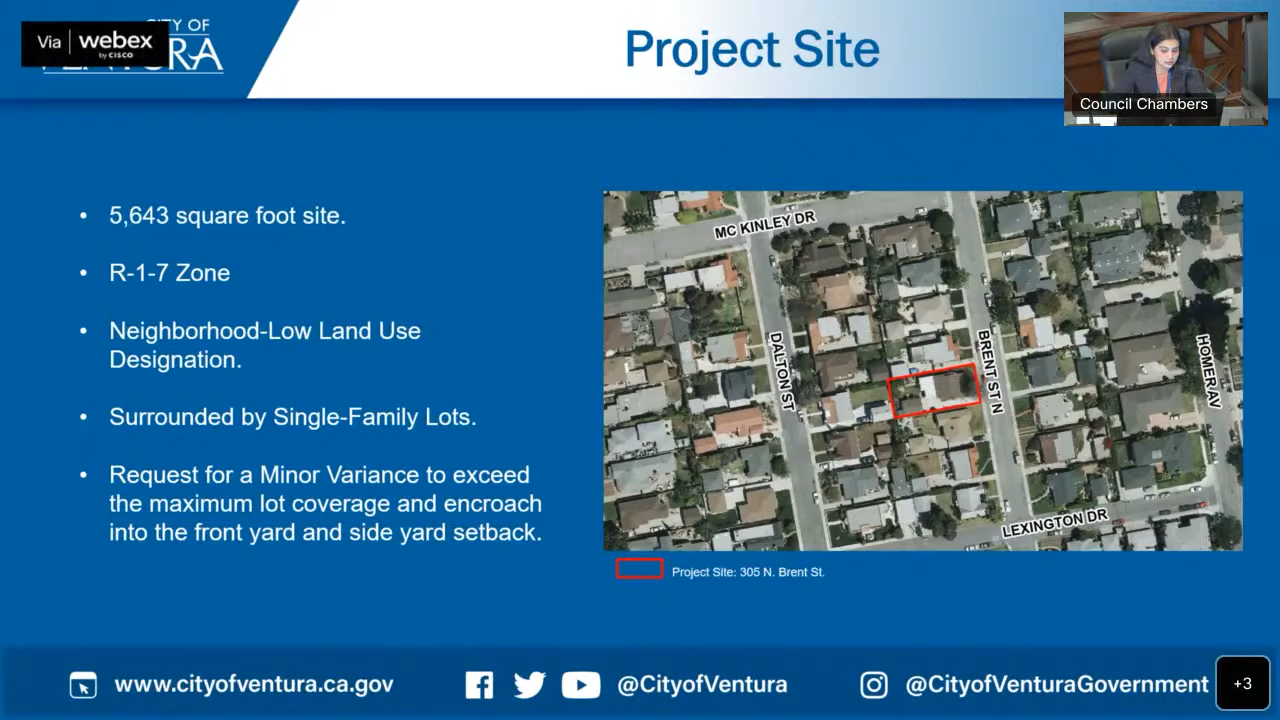 CITY OF
VENTURA
Via webex
by CISCO
Project Site
Council Chambers
• 5,643 square foot site.
• R-1-7 Zone
• Neighborhood-Low Land Use
Designation.
• Surrounded by Single-Family Lots.
• Request for a Minor Variance to exceed
the maximum lot coverage and encroach
into the front yard and side yard setback.
MC KINLEY DR
DALTON ST
BRENT ST N
HOMER AV
LEXINGTON DR
Project Site: 305 N. Brent St.
www.cityofventura.ca.gov
@CityofVentura
@CityofVenturaGovernment
+3